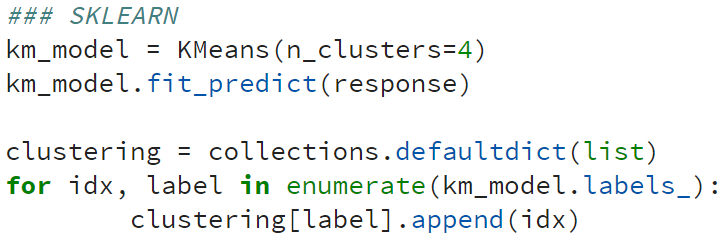 ### SKLEARN
km_model = KMeans(n_clusters=4)
km_model.fit_predict(response)

clustering = collections.defaultdict(list)
for idx, label in enumerate(km_model.labels_):
        clustering[label].append(idx)